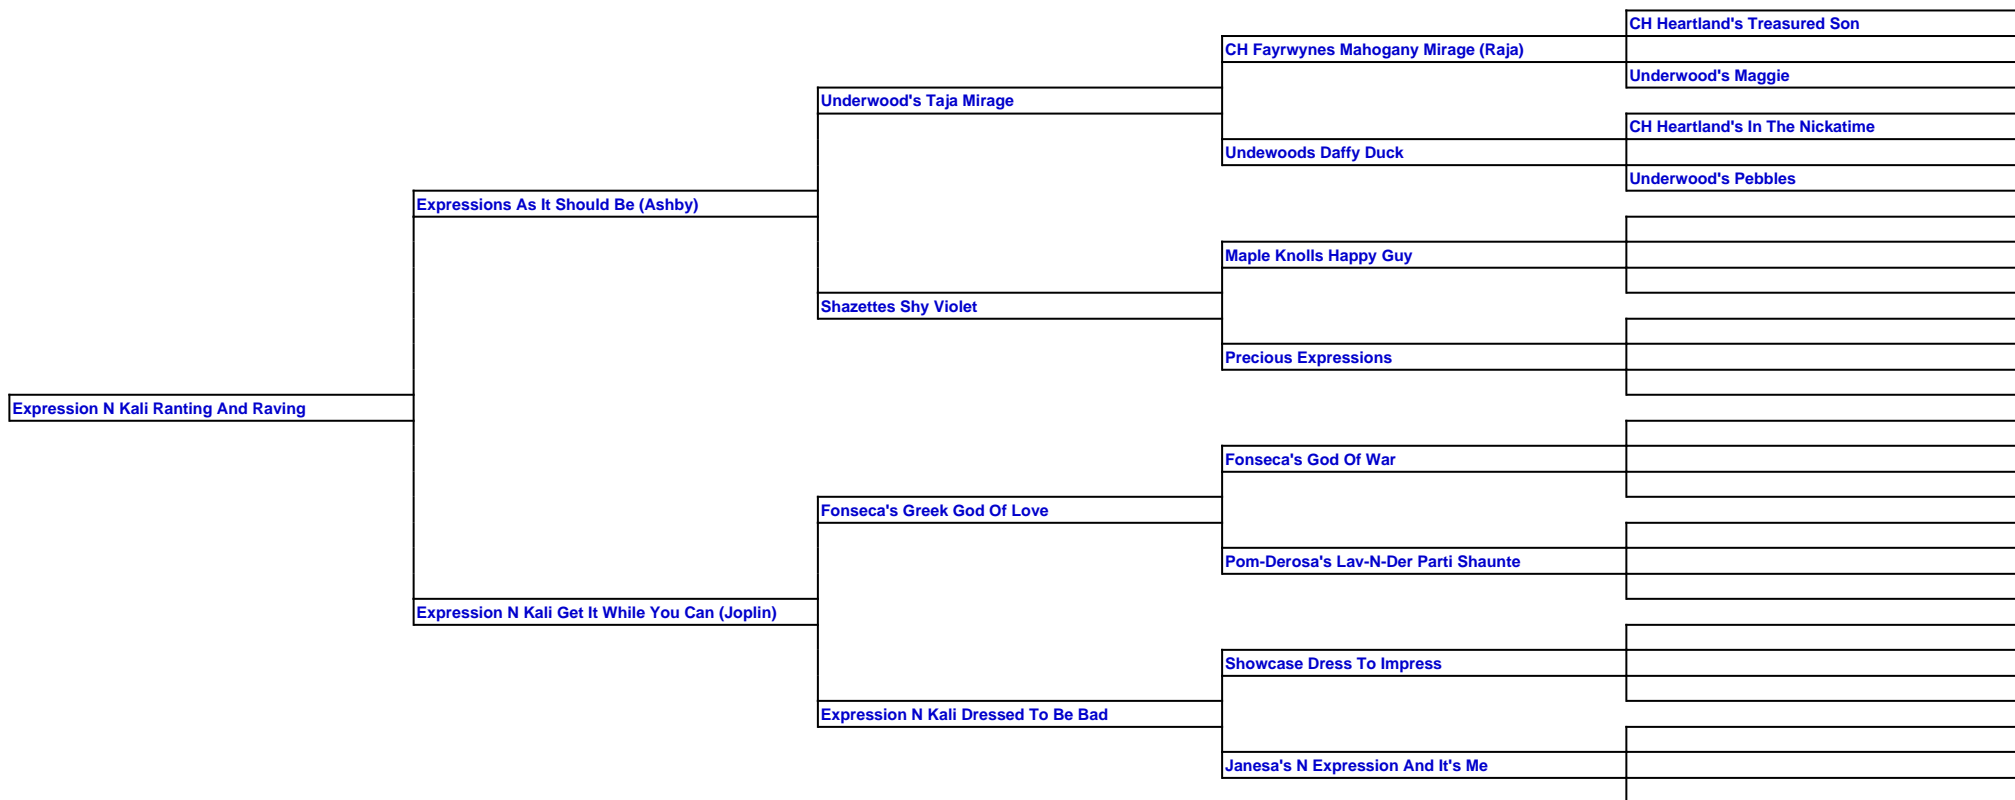 CH Heartland's Treasured Son
CH Fayrwynes Mahogany Mirage (Raja)
Underwood's Maggie
Underwood's Taja Mirage
CH Heartland's In The Nickatime
Undewoods Daffy Duck
Underwood's Pebbles
Expressions As It Should Be (Ashby)
Maple Knolls Happy Guy
Shazettes Shy Violet
Precious Expressions
Expression N Kali Ranting And Raving
Fonseca's God Of War
Fonseca's Greek God Of Love
Pom-Derosa's Lav-N-Der Parti Shaunte
Expression N Kali Get It While You Can (Joplin)
Showcase Dress To Impress
Expression N Kali Dressed To Be Bad
Janesa's N Expression And It's Me